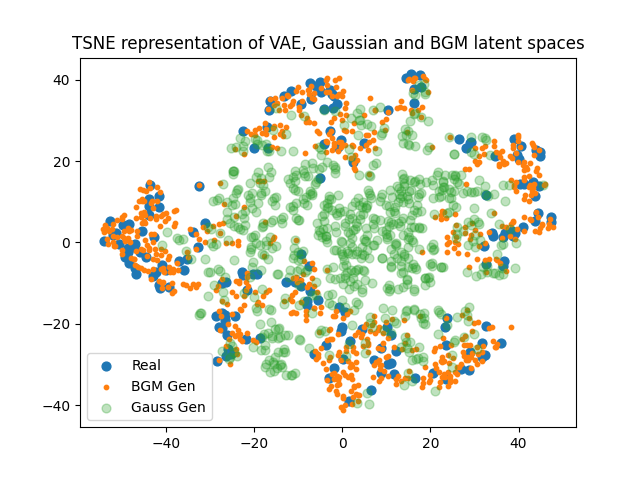 TSNE representation of VAE, Gaussian and BGM latent spaces
40
20
0
−20
−40
Real
BGM Gen
Gauss Gen
−40 −20 0 20 40